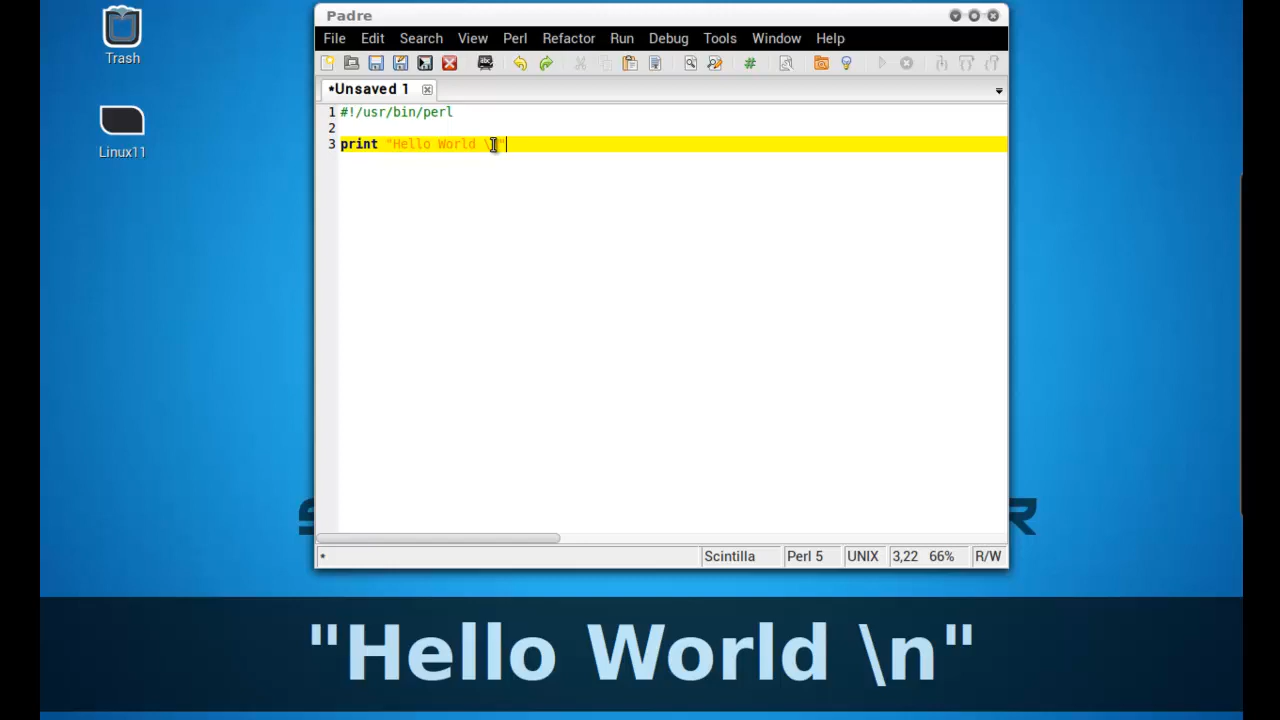 Trash
Linux11
Padre
File Edit Search View Perl Refactor Run Debug Tools Window Help
*Unsaved 1
1 #!/usr/bin/perl
2
3 print "Hello World \n"
* Scintilla Perl 5 UNIX 3,22 66% R/W
"Hello World \n"